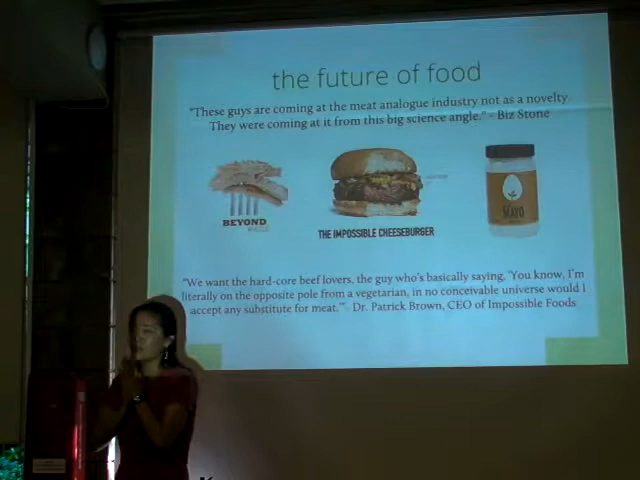 the future of food
"These guys are coming at the meat analogue industry not as a novelty.
They were coming at it from this big science angle." - Biz Stone
BEYOND
MEAT
THE IMPOSSIBLE CHEESEBURGER
MAYO
"We want the hard-core beef lovers, the guy who's basically saying, 'You know, I'm
literally on the opposite pole from a vegetarian, in no conceivable universe would I
accept any substitute for meat.'" - Dr. Patrick Brown, CEO of Impossible Foods